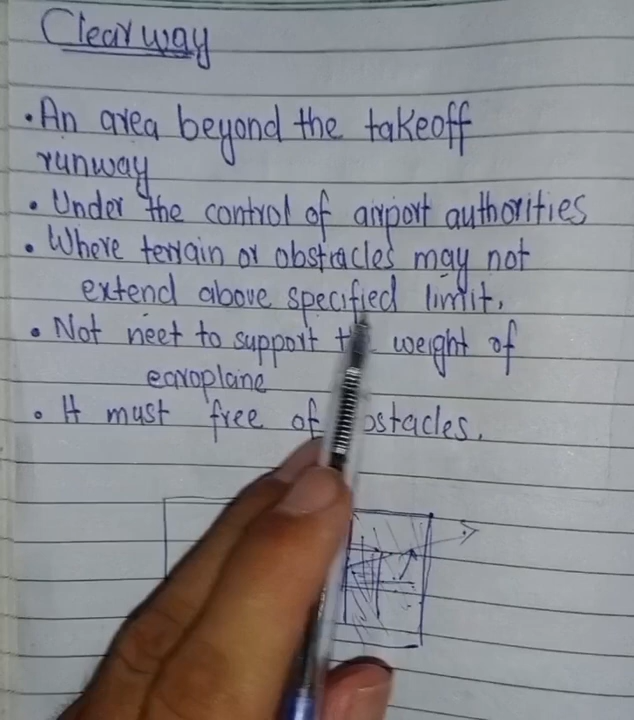 Clearway
• An area beyond the takeoff
runway
• Under the control of airport authorities
• Where terrain or obstacles may not
extend above specified limit.
• Not neet to support weight of
earoplane
• It must free of